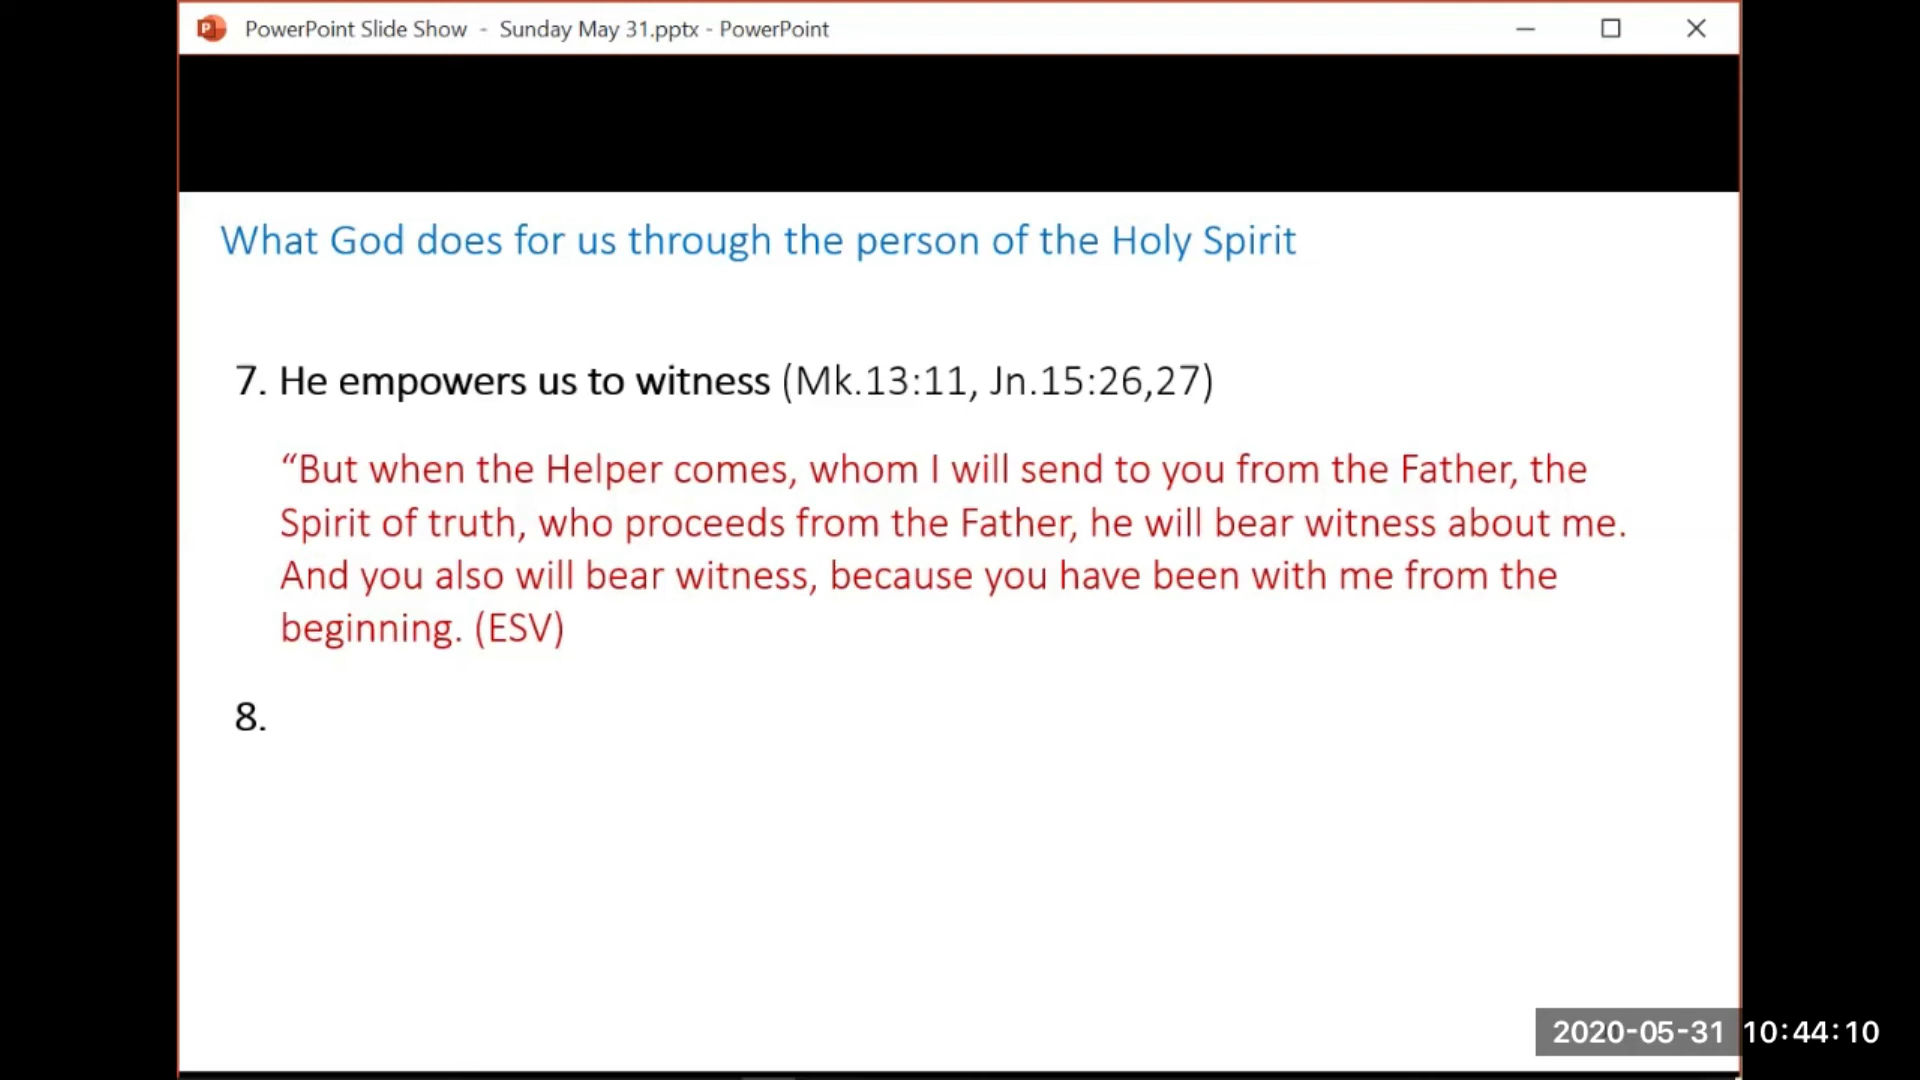 PowerPoint Slide Show - Sunday May 31.pptx - PowerPoint
What God does for us through the person of the Holy Spirit
7. He empowers us to witness (Mk.13:11, Jn.15:26,27)
“But when the Helper comes, whom I will send to you from the Father, the
Spirit of truth, who proceeds from the Father, he will bear witness about me.
And you also will bear witness, because you have been with me from the
beginning. (ESV)
8.
2020-05-31 10:44:10